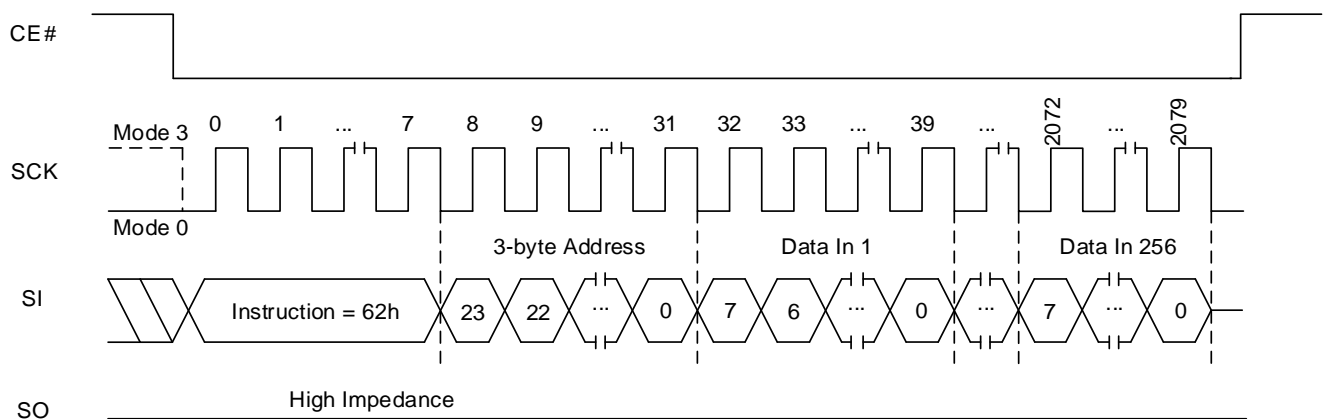 CE#
Mode 3 0 1 ... 7 8 9 ... 31 32 33 ... 39 ... 2072 ... 2079
SCK
Mode 0
3-byte Address Data In 1 Data In 256
SI Instruction = 62h 23 22 ... 0 7 6 ... 0 ... 7 ... 0
High Impedance
SO